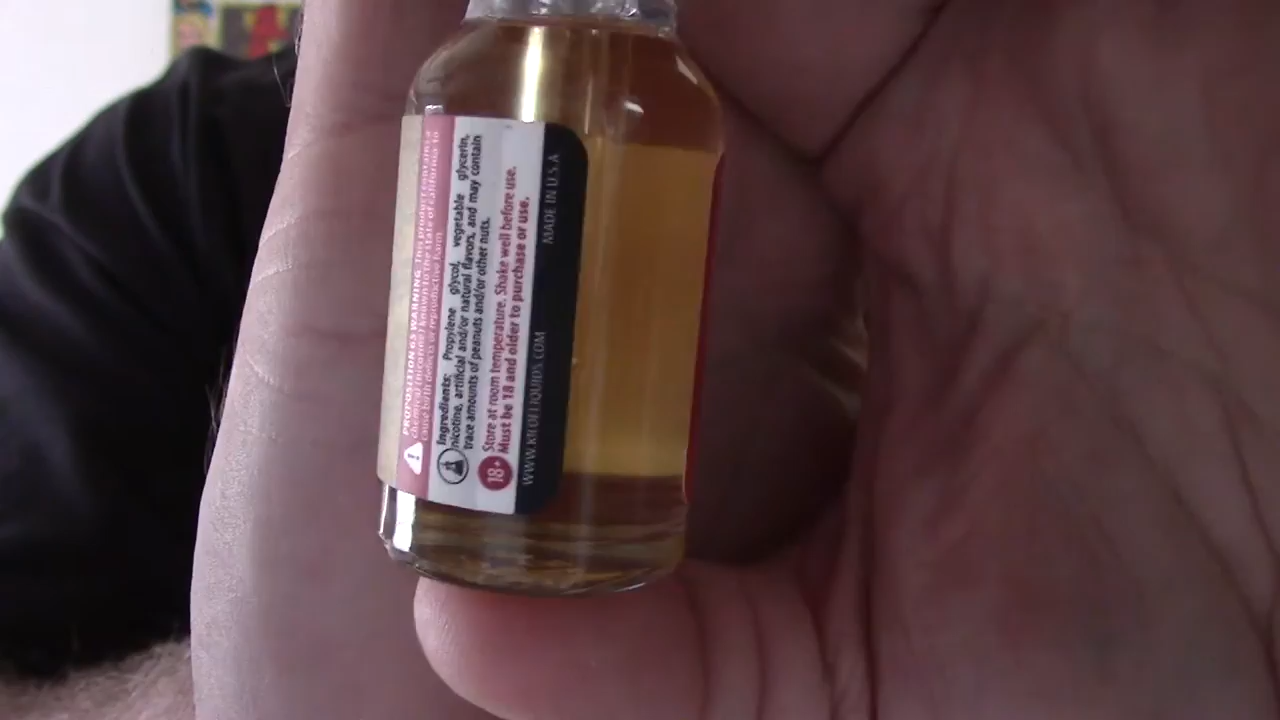 PROPOSITION 65 WARNING: This product contains a
chemical (nicotine) known to the state of California to
cause birth defects or reproductive harm.
Ingredients: Propylene glycol, vegetable glycerin,
nicotine, artificial and/or natural flavors, and may contain
trace amounts of peanuts and/or other nuts.
18+
Store at room temperature. Shake well before use.
Must be 18 and older to purchase or use.
WWW.KILOELIQUIDS.COM MADE IN U.S.A